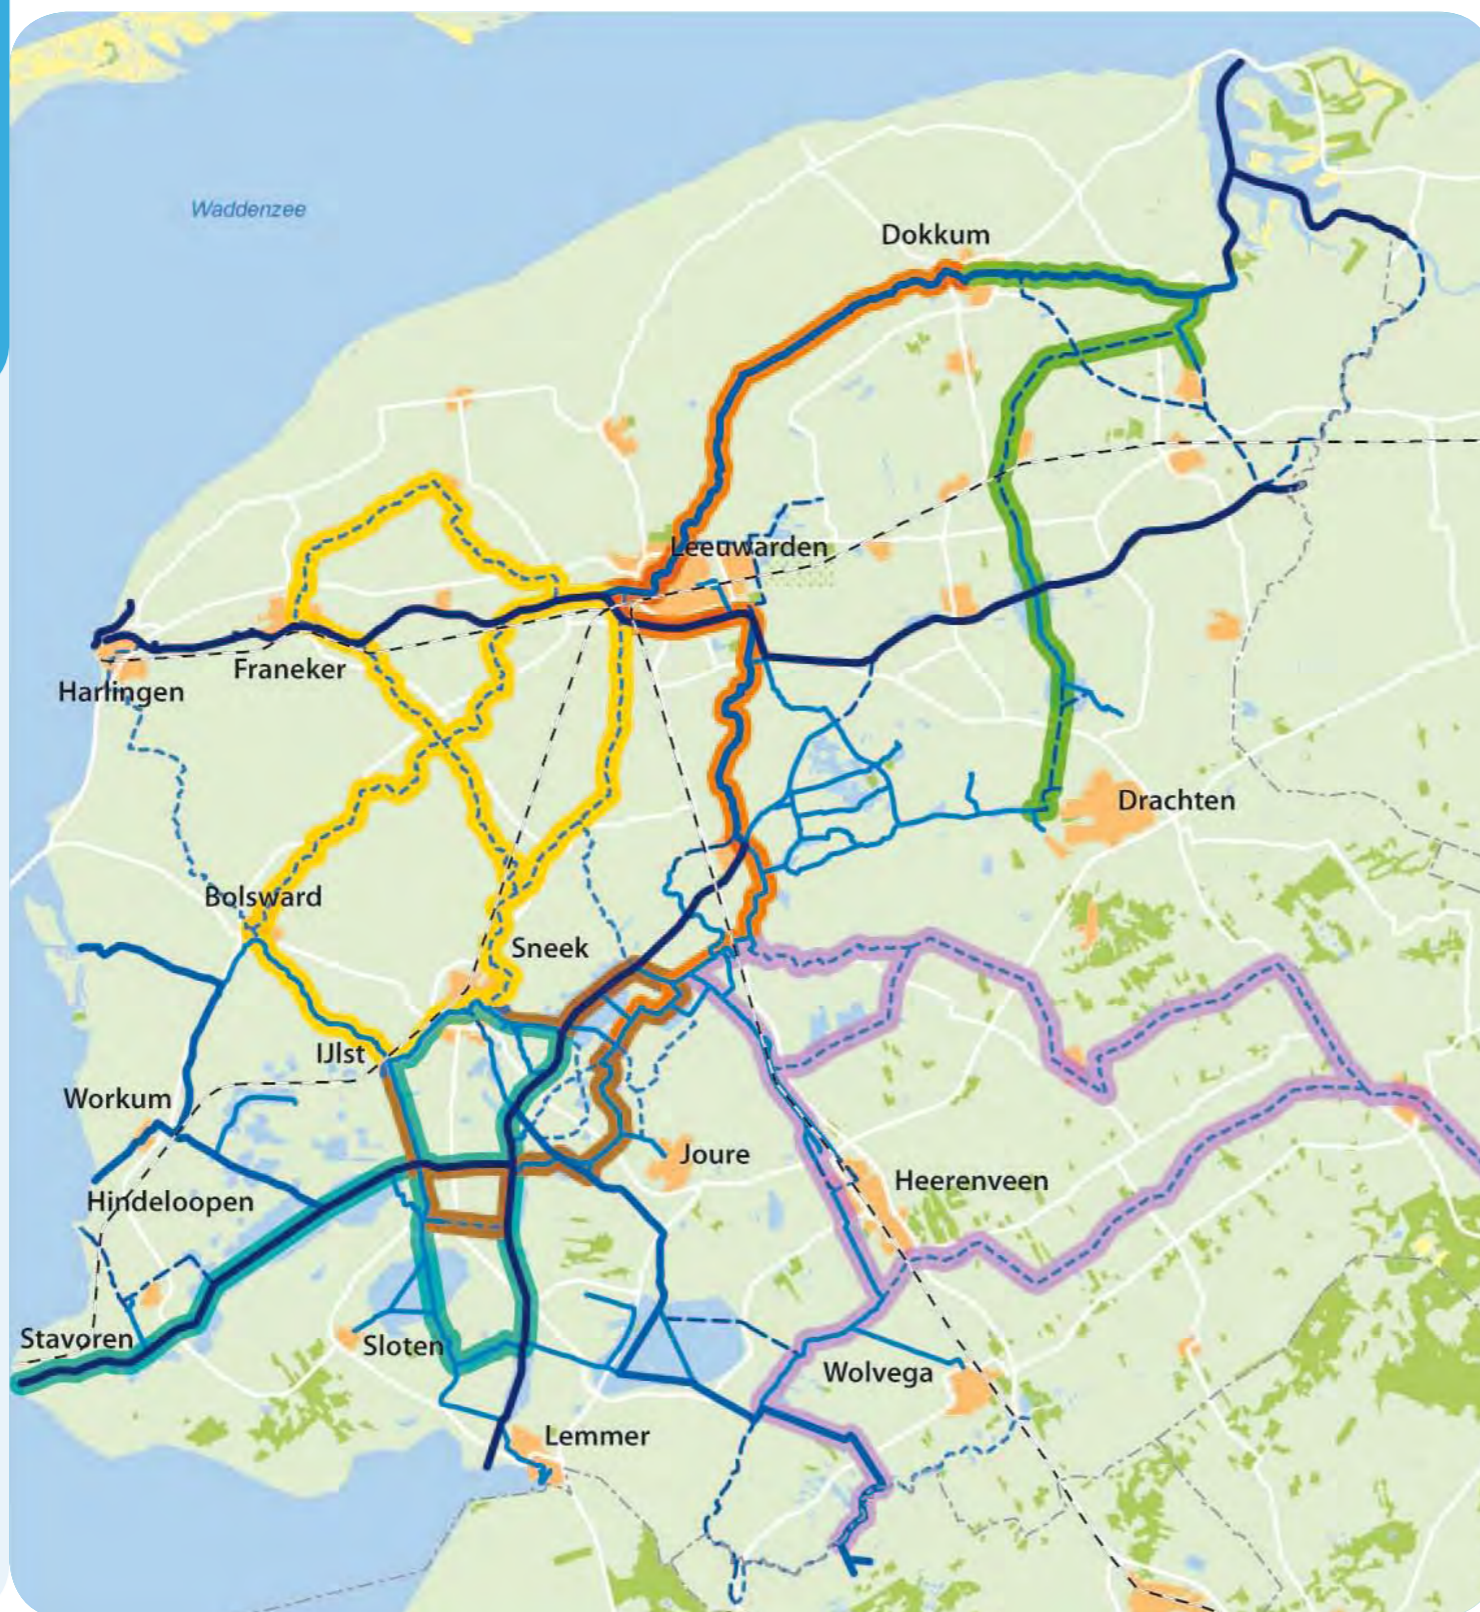 Waddenzee
Dokkum
Leeuwarden
Franeker
Harlingen
Drachten
Bolsward
Sneek
IJlst
Workum
Joure
Heerenveen
Hindeloopen
Stavoren
Sloten
Wolvega
Lemmer